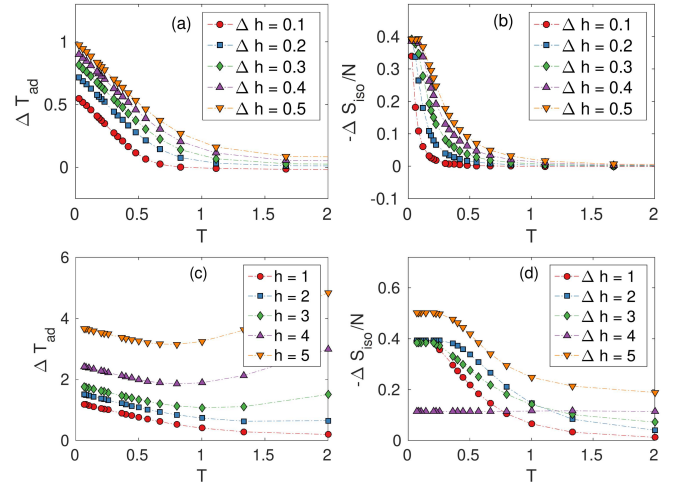 (a)
Δ h = 0.1
Δ h = 0.2
Δ h = 0.3
Δ h = 0.4
Δ h = 0.5
Δ T_ad
1
0.5
0
0 0.5 1 1.5 2
T
(b)
Δ h = 0.1
Δ h = 0.2
Δ h = 0.3
Δ h = 0.4
Δ h = 0.5
-Δ S_iso/N
0.4
0.3
0.2
0.1
0
-0.1
0 0.5 1 1.5 2
T
(c)
h = 1
h = 2
h = 3
h = 4
h = 5
Δ T_ad
6
4
2
0
0 0.5 1 1.5 2
T
(d)
Δ h = 1
Δ h = 2
Δ h = 3
Δ h = 4
Δ h = 5
-Δ S_iso/N
0.6
0.4
0.2
0
0 0.5 1 1.5 2
T